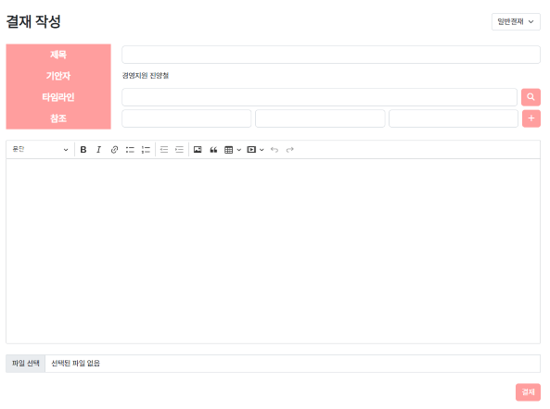 결재 작성
일반결재
제목
기안자 경영지원 진양철
타임라인
참조
문단
파일 선택 선택된 파일 없음
결재